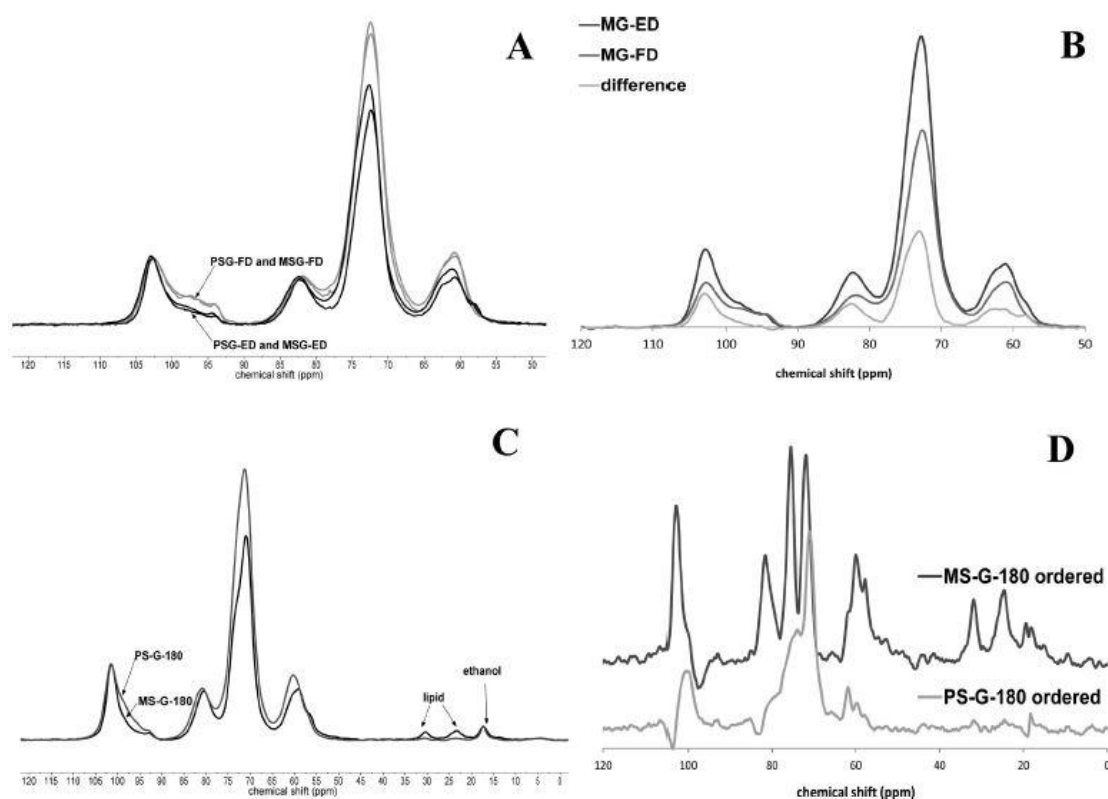 A
PSG-FD and MSG-FD
PSG-ED and MSG-ED
120 115 110 105 100 95 90 85 80 75 70 65 60 55 50
chemical shift (ppm)
MG-ED
MG-FD
difference
B
120 110 100 90 80 70 60 50
chemical shift (ppm)
C
PS-G-180
MS-G-180
lipid
ethanol
120 115 110 105 100 95 90 85 80 75 70 65 60 55 50 45 40 35 30 25 20 15 10 5 0
chemical shift (ppm)
D
MS-G-180 ordered
PS-G-180 ordered
120 100 80 60 40 20 0
chemical shift (ppm)